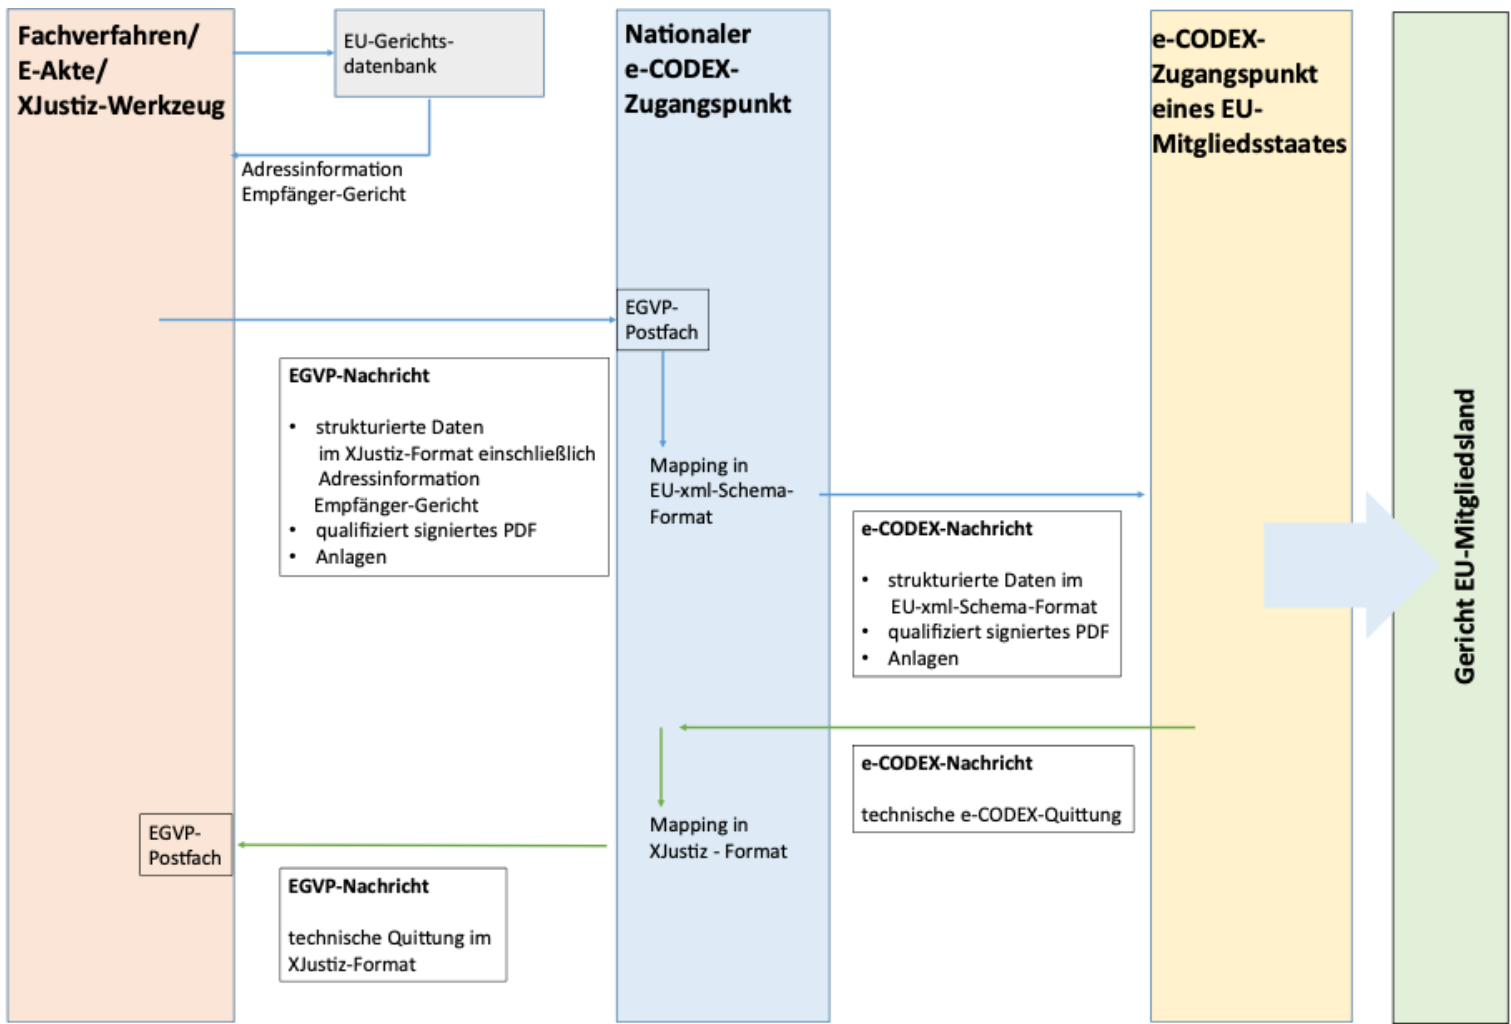 Fachverfahren/
E-Akte/
XJustiz-Werkzeug
EU-Gerichts-
datenbank
Adressinformation
Empfänger-Gericht
Nationaler
e-CODEX-
Zugangspunkt
e-CODEX-
Zugangspunkt
eines EU-
Mitgliedsstaates
EGVP-
Postfach
EGVP-Nachricht
• strukturierte Daten
im XJustiz-Format einschließlich
Adressinformation
Empfänger-Gericht
• qualifiziert signiertes PDF
• Anlagen
Mapping in
EU-xml-Schema-
Format
e-CODEX-Nachricht
• strukturierte Daten im
EU-xml-Schema-Format
• qualifiziert signiertes PDF
• Anlagen
Gericht EU-Mitgliedsland
e-CODEX-Nachricht
technische e-CODEX-Quittung
Mapping in
XJustiz - Format
EGVP-
Postfach
EGVP-Nachricht
technische Quittung im
XJustiz-Format